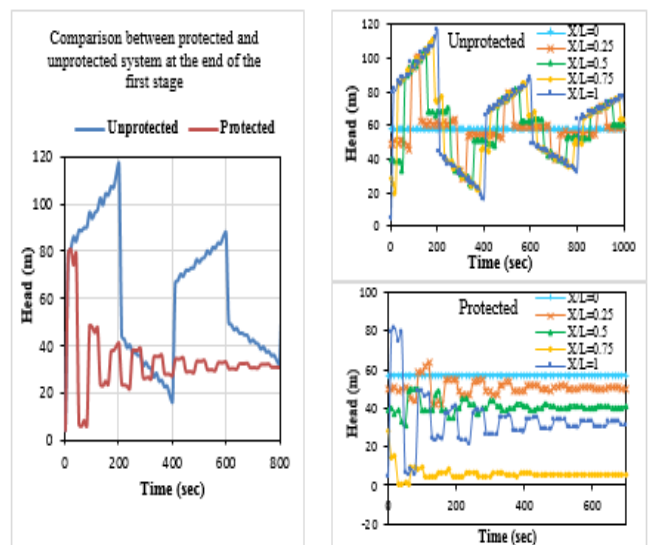 Comparison between protected and
unprotected system at the end of the
first stage
Unprotected Protected
120
100
80
60
40
20
0
Head (m)
0 200 400 600 800
Time (sec)
Unprotected
X/L=0
X/L=0.25
X/L=0.5
X/L=0.75
X/L=1
120
100
80
60
40
20
0
Head (m)
0 200 400 600 800 1000
Time (sec)
Protected
X/L=0
X/L=0.25
X/L=0.5
X/L=0.75
X/L=1
100
80
60
40
20
0
-20
Head (m)
0 200 400 600
Time (sec)